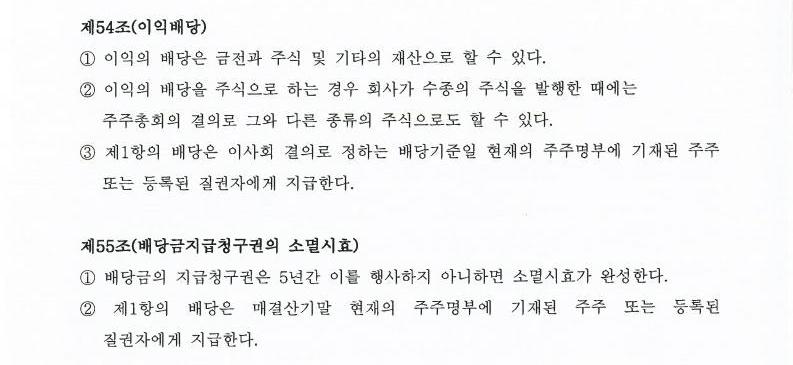 제54조(이익배당)
① 이익의 배당은 금전과 주식 및 기타의 재산으로 할 수 있다.
② 이익의 배당을 주식으로 하는 경우 회사가 수종의 주식을 발행한 때에는
주주총회의 결의로 그와 다른 종류의 주식으로도 할 수 있다.
③ 제1항의 배당은 이사회 결의로 정하는 배당기준일 현재의 주주명부에 기재된 주주
또는 등록된 질권자에게 지급한다.
제55조(배당금지급청구권의 소멸시효)
① 배당금의 지급청구권은 5년간 이를 행사하지 아니하면 소멸시효가 완성한다.
② 제1항의 배당은 매결산기말 현재의 주주명부에 기재된 주주 또는 등록된
질권자에게 지급한다.